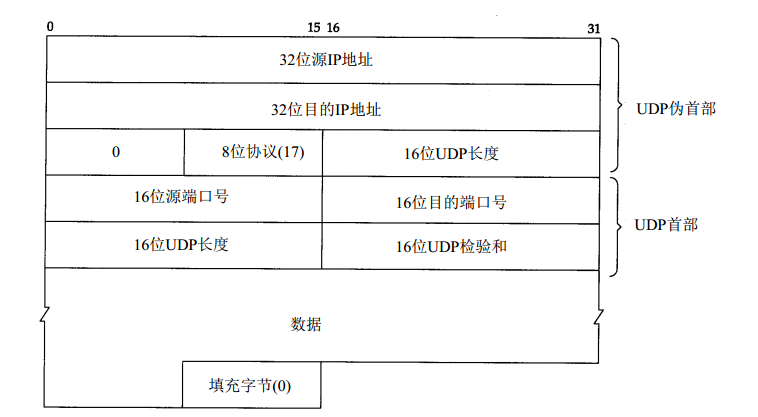 0 15 16 31
32位源IP地址
32位目的IP地址
UDP伪首部
0 8位协议(17) 16位UDP长度
16位源端口号 16位目的端口号
UDP首部
16位UDP长度 16位UDP检验和
数据
填充字节(0)